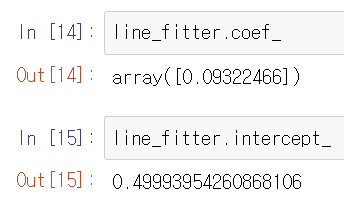 In [14]: line_fitter.coef_
Out[14]: array([0.09322466])
In [15]: line_fitter.intercept_
Out[15]: 0.49993954260868106